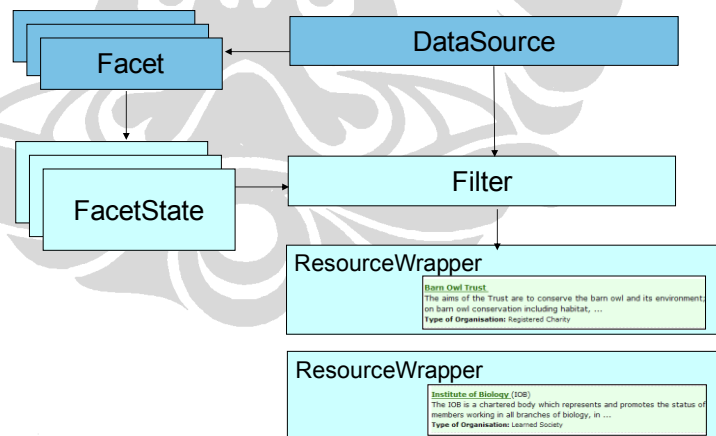 DataSource
Facet
FacetState
Filter
ResourceWrapper
Barn Owl Trust
The aims of the Trust are to conserve the barn owl and its environment;
on barn owl conservation including habitat, ...
Type of Organisation: Registered Charity
ResourceWrapper
Institute of Biology (IOB)
The IOB is a chartered body which represents and promotes the status of
members working in all branches of biology, in ...
Type of Organisation: Learned Society